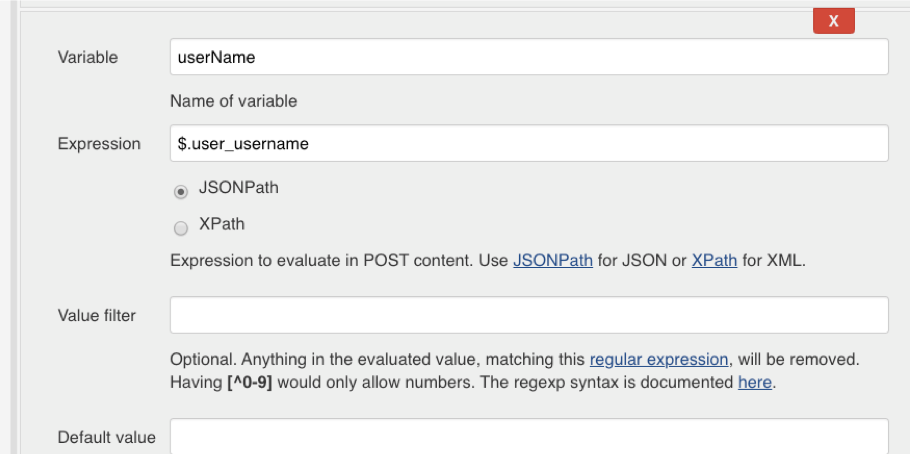 X
Variable
userName
Name of variable
Expression
$.user_username
JSONPath
XPath
Expression to evaluate in POST content. Use JSONPath for JSON or XPath for XML.
Value filter
Optional. Anything in the evaluated value, matching this regular expression, will be removed.
Having [^0-9] would only allow numbers. The regexp syntax is documented here.
Default value